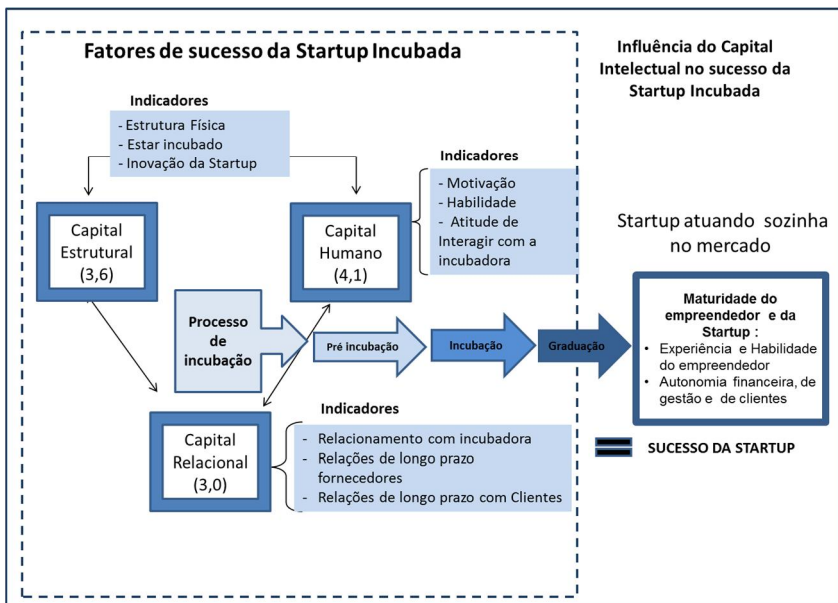 Fatores de sucesso da Startup Incubada
Influência do Capital
Intelectual no sucesso da
Startup Incubada
Indicadores
- Estrutura Física
- Estar incubado
- Inovação da Startup
Indicadores
- Motivação
- Habilidade
- Atitude de
Interagir com a
incubadora
Capital
Estrutural
(3,6)
Capital
Humano
(4,1)
Startup atuando sozinha
no mercado
Processo
de
incubação
Pré incubação
Incubação
Graduação
Maturidade do
empreendedor e da
Startup :
• Experiência e Habilidade
do empreendedor
• Autonomia financeira, de
gestão e de clientes
Capital
Relacional
(3,0)
Indicadores
- Relacionamento com incubadora
- Relações de longo prazo
fornecedores
- Relações de longo prazo com Clientes
SUCESSO DA STARTUP